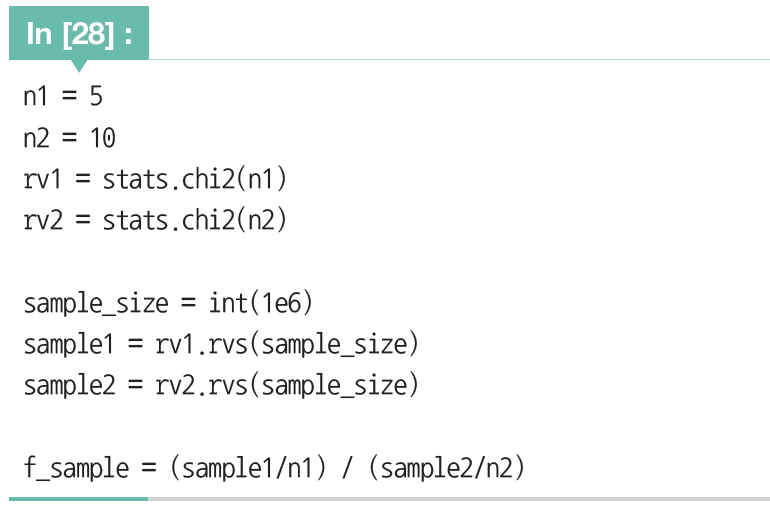 In [28] :
n1 = 5
n2 = 10
rv1 = stats.chi2(n1)
rv2 = stats.chi2(n2)
sample_size = int(1e6)
sample1 = rv1.rvs(sample_size)
sample2 = rv2.rvs(sample_size)
f_sample = (sample1/n1) / (sample2/n2)